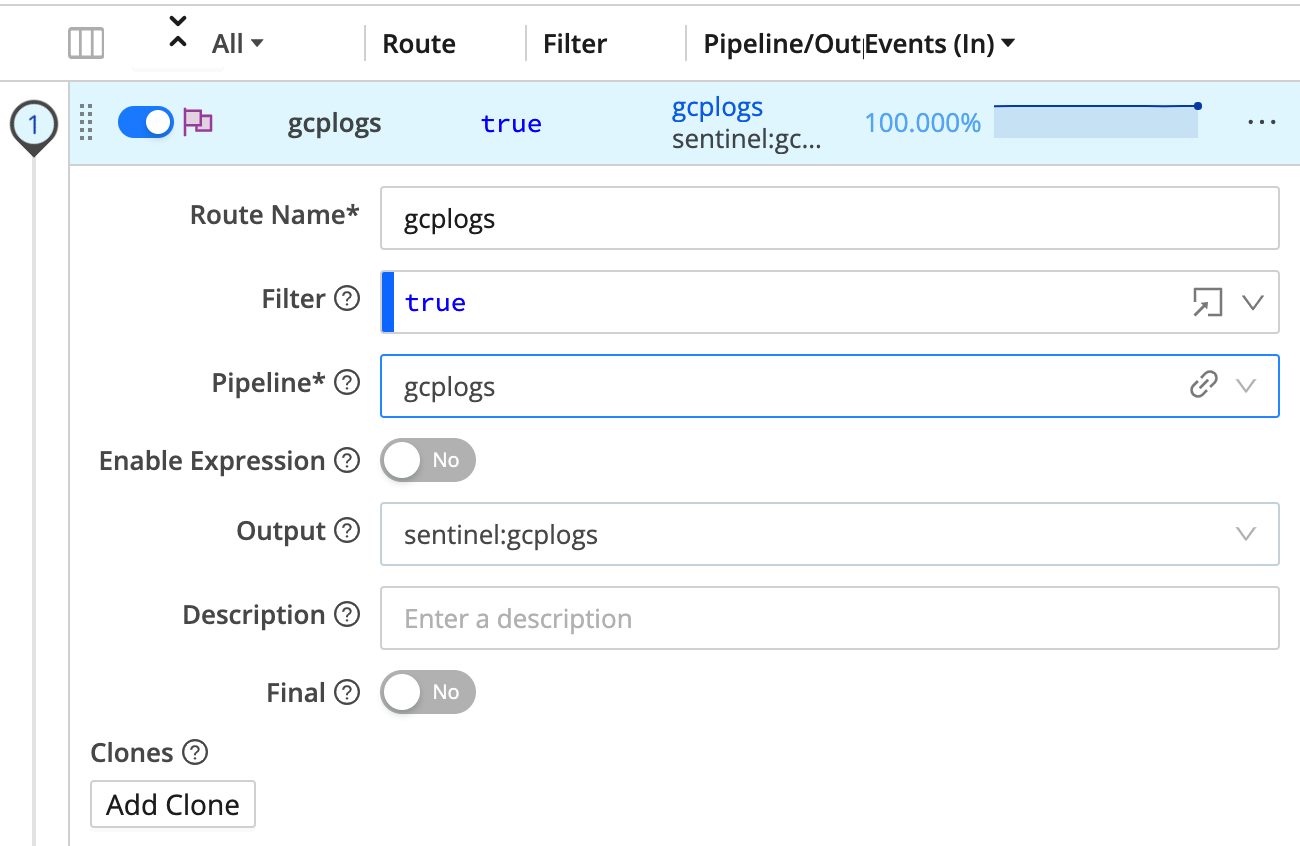 All Route Filter Pipeline/Out Events (In)
1 gcplogs true gcplogs 100.000% ...
sentinel:gc...
Route Name* gcplogs
Filter ? true
Pipeline* ? gcplogs
Enable Expression ? No
Output ? sentinel:gcplogs
Description ? Enter a description
Final ? No
Clones ?
Add Clone